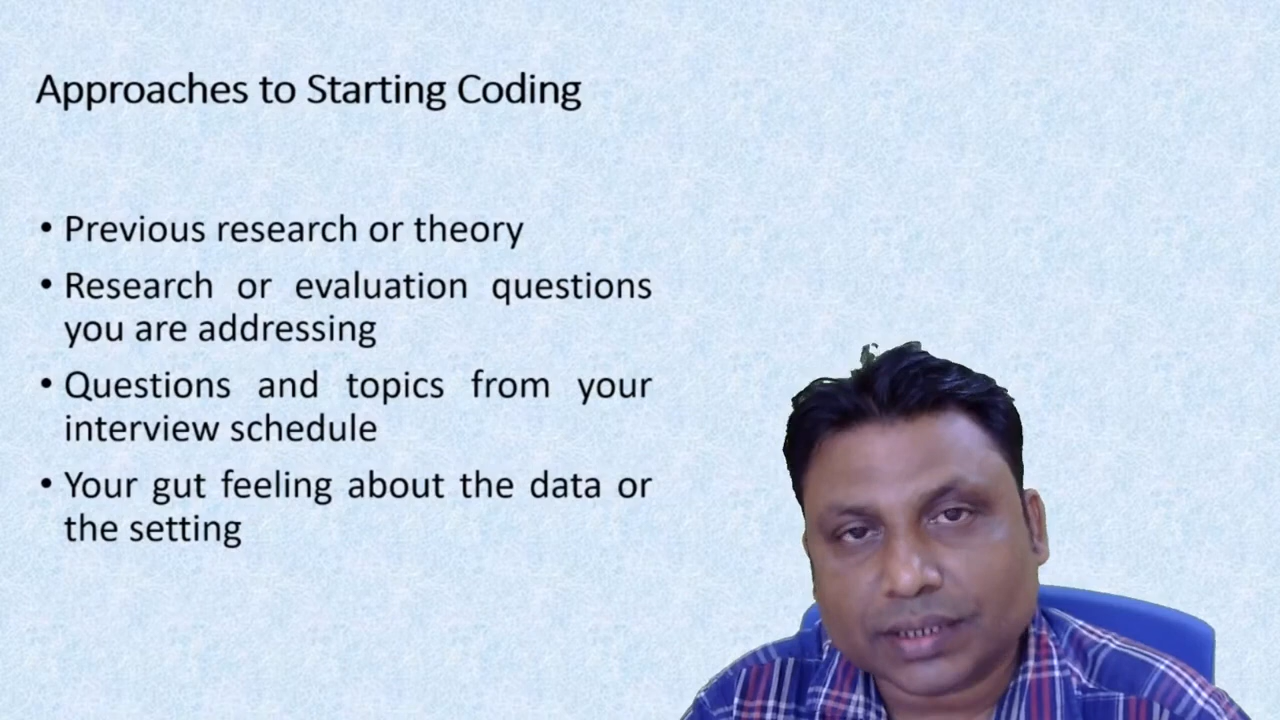 Approaches to Starting Coding
• Previous research or theory
• Research or evaluation questions
you are addressing
• Questions and topics from your
interview schedule
• Your gut feeling about the data or
the setting